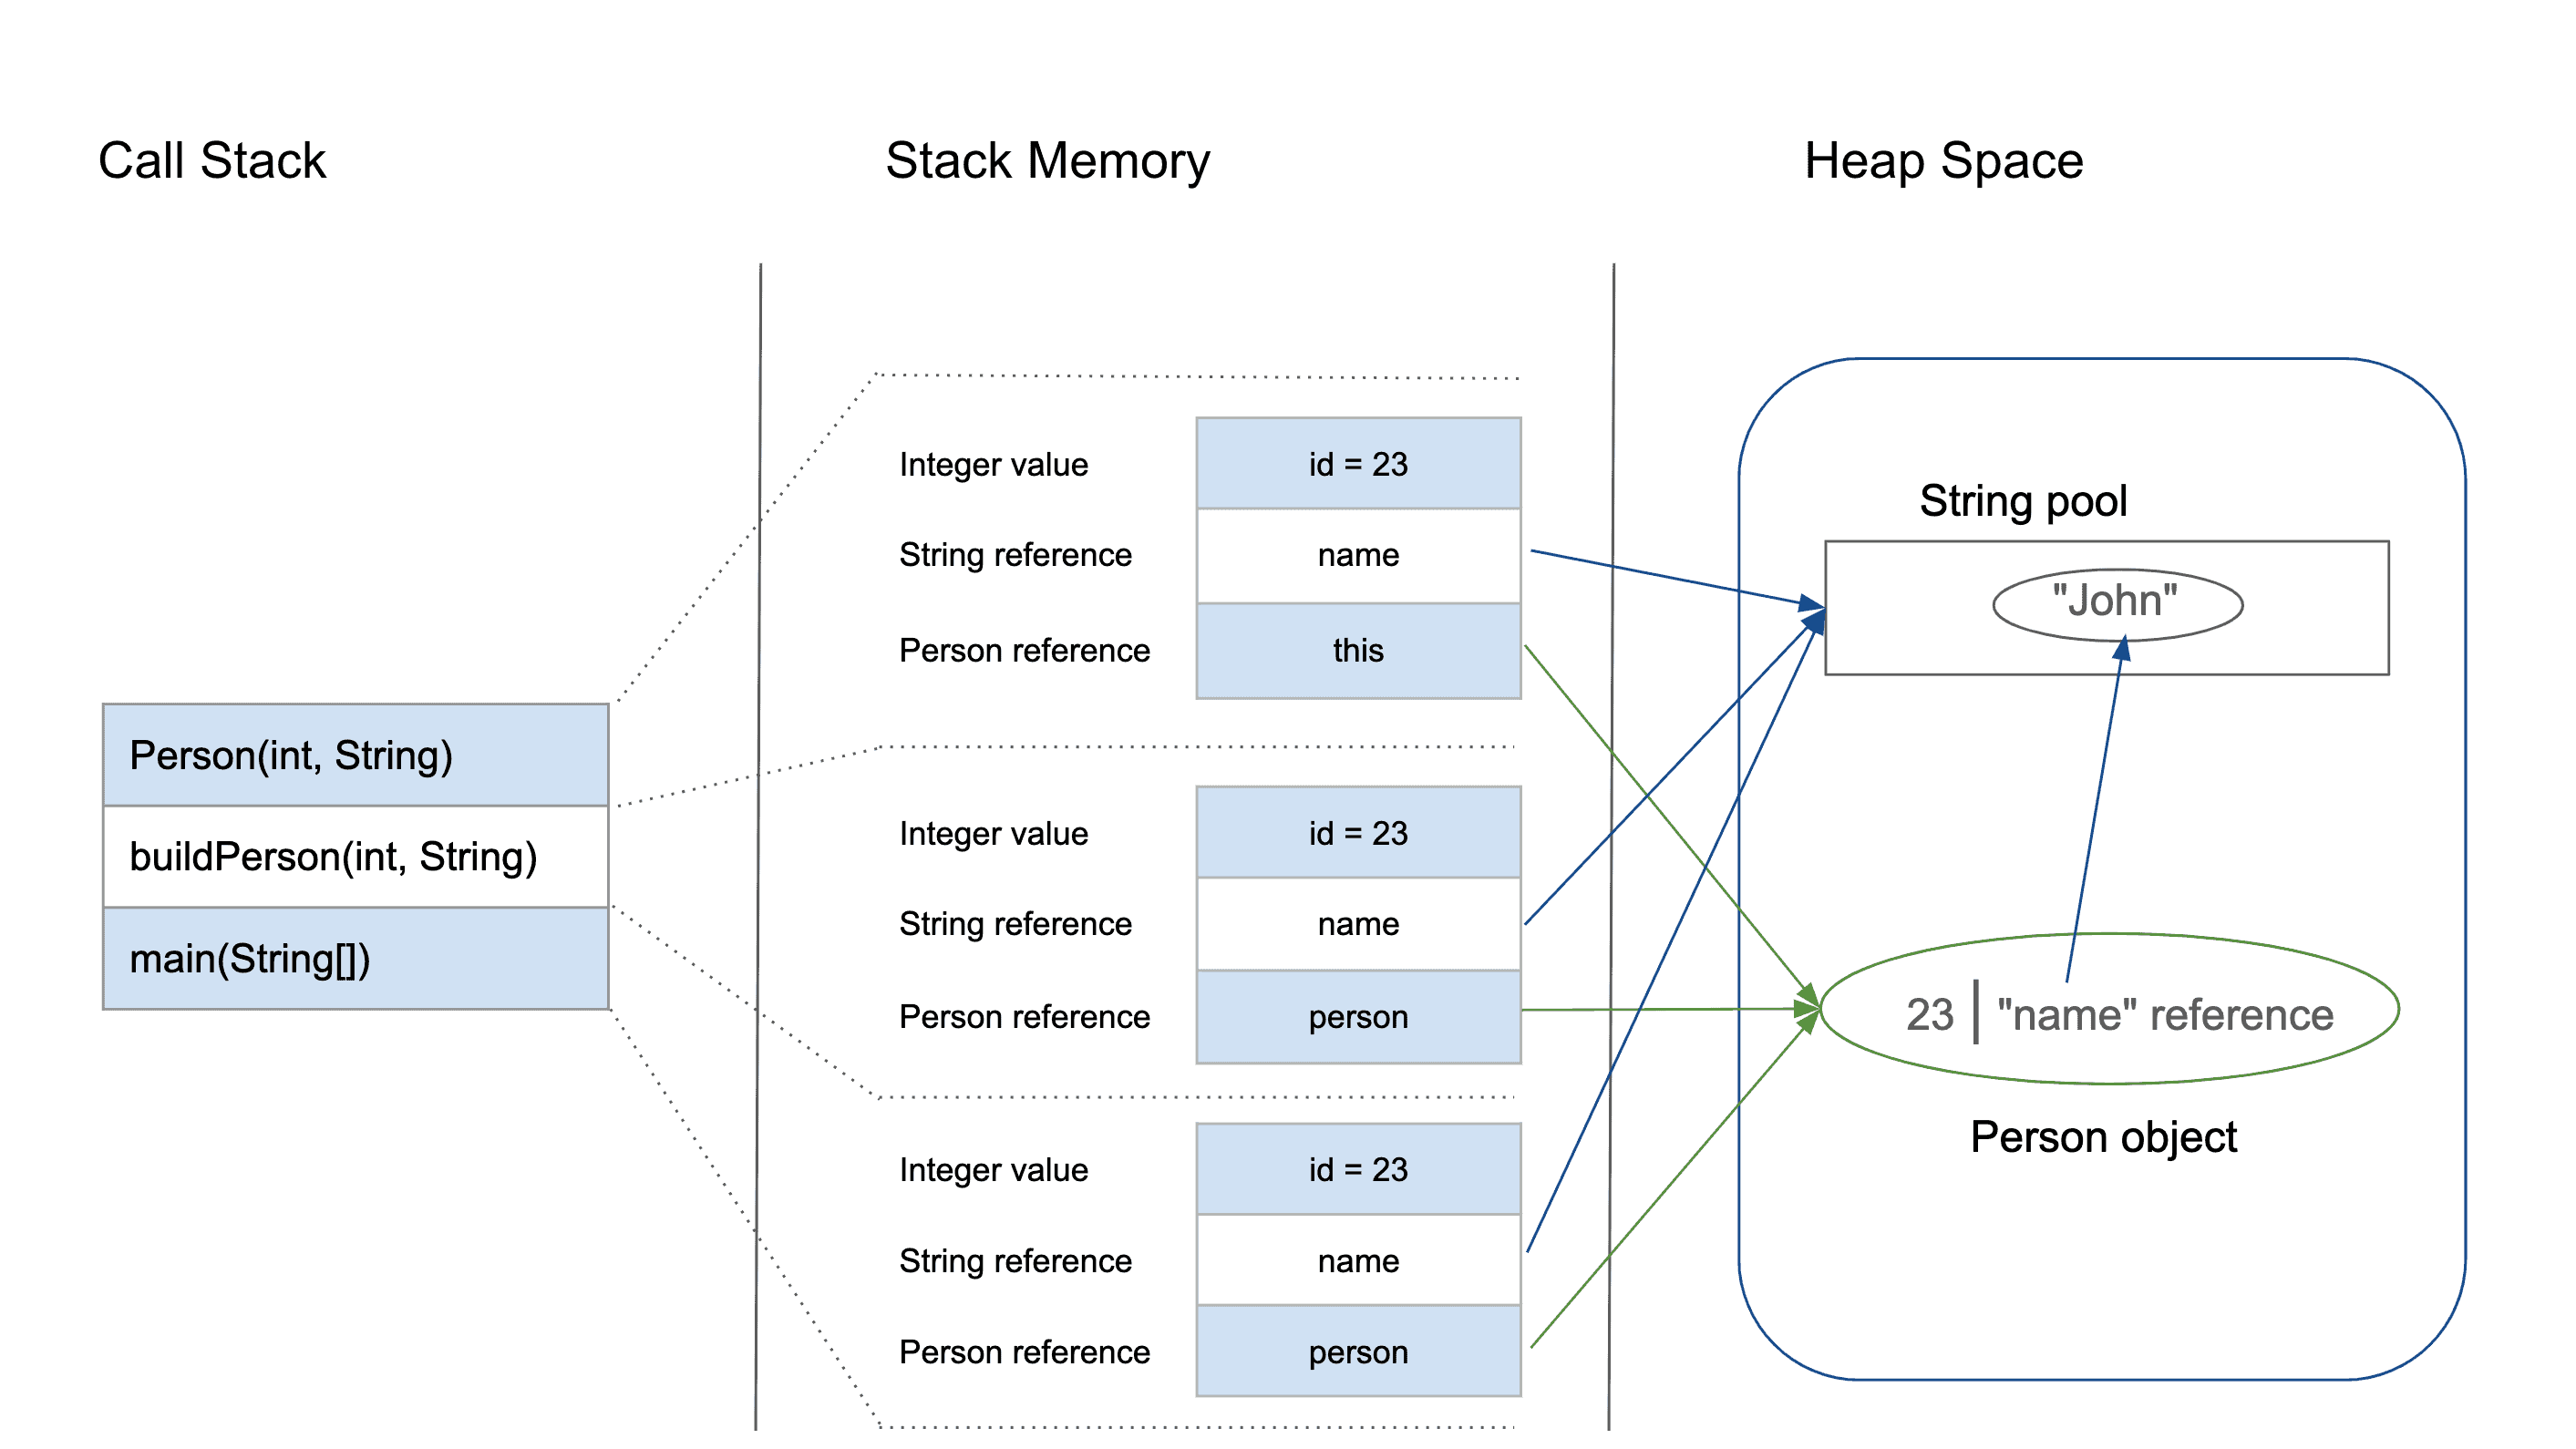 Call Stack
Stack Memory
Heap Space
Person(int, String)
buildPerson(int, String)
main(String[])
Integer value
id = 23
String reference
name
Person reference
this
Integer value
id = 23
String reference
name
Person reference
person
Integer value
id = 23
String reference
name
Person reference
person
String pool
"John"
23 | "name" reference
Person object